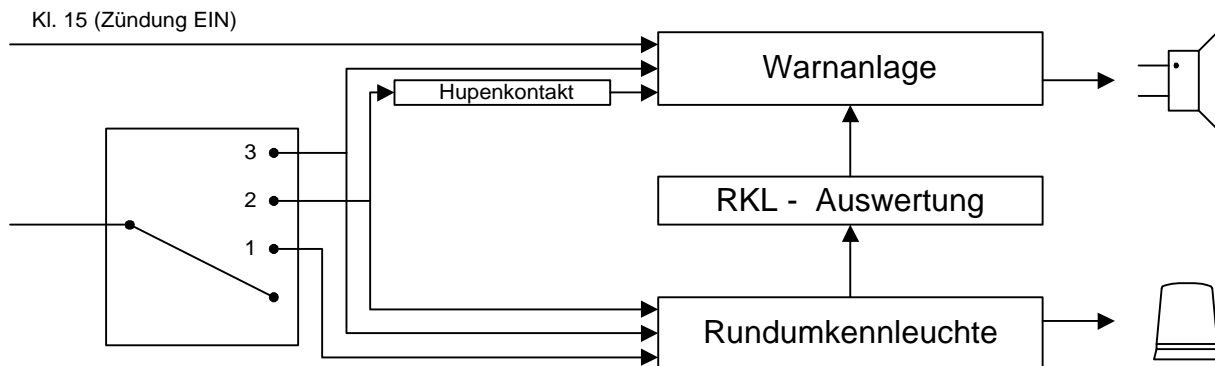 Kl. 15 (Zündung EIN)
Warnanlage
Hupenkontakt
3
2
RKL - Auswertung
1
Rundumkennleuchte